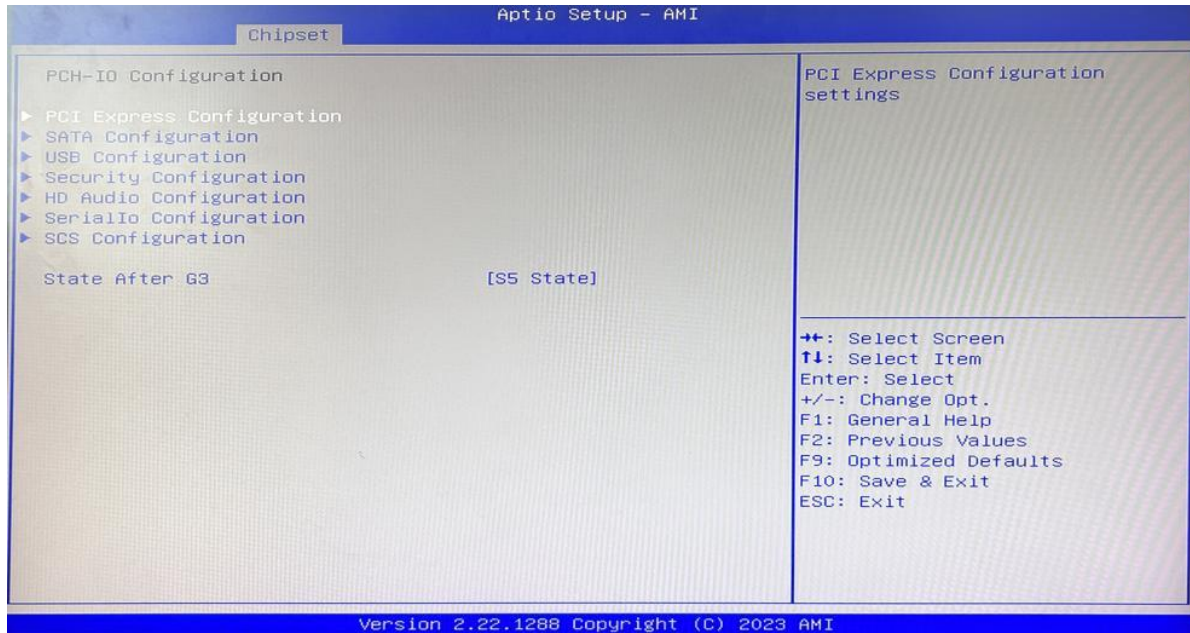 Aptio Setup – AMI
Chipset
PCH-IO Configuration
▶ PCI Express Configuration
▶ SATA Configuration
▶ USB Configuration
▶ Security Configuration
▶ HD Audio Configuration
▶ SerialIo Configuration
▶ SCS Configuration
State After G3 [S5 State]
PCI Express Configuration
settings
→←: Select Screen
↑↓: Select Item
Enter: Select
+/-: Change Opt.
F1: General Help
F2: Previous Values
F9: Optimized Defaults
F10: Save & Exit
ESC: Exit
Version 2.22.1288 Copyright (C) 2023 AMI